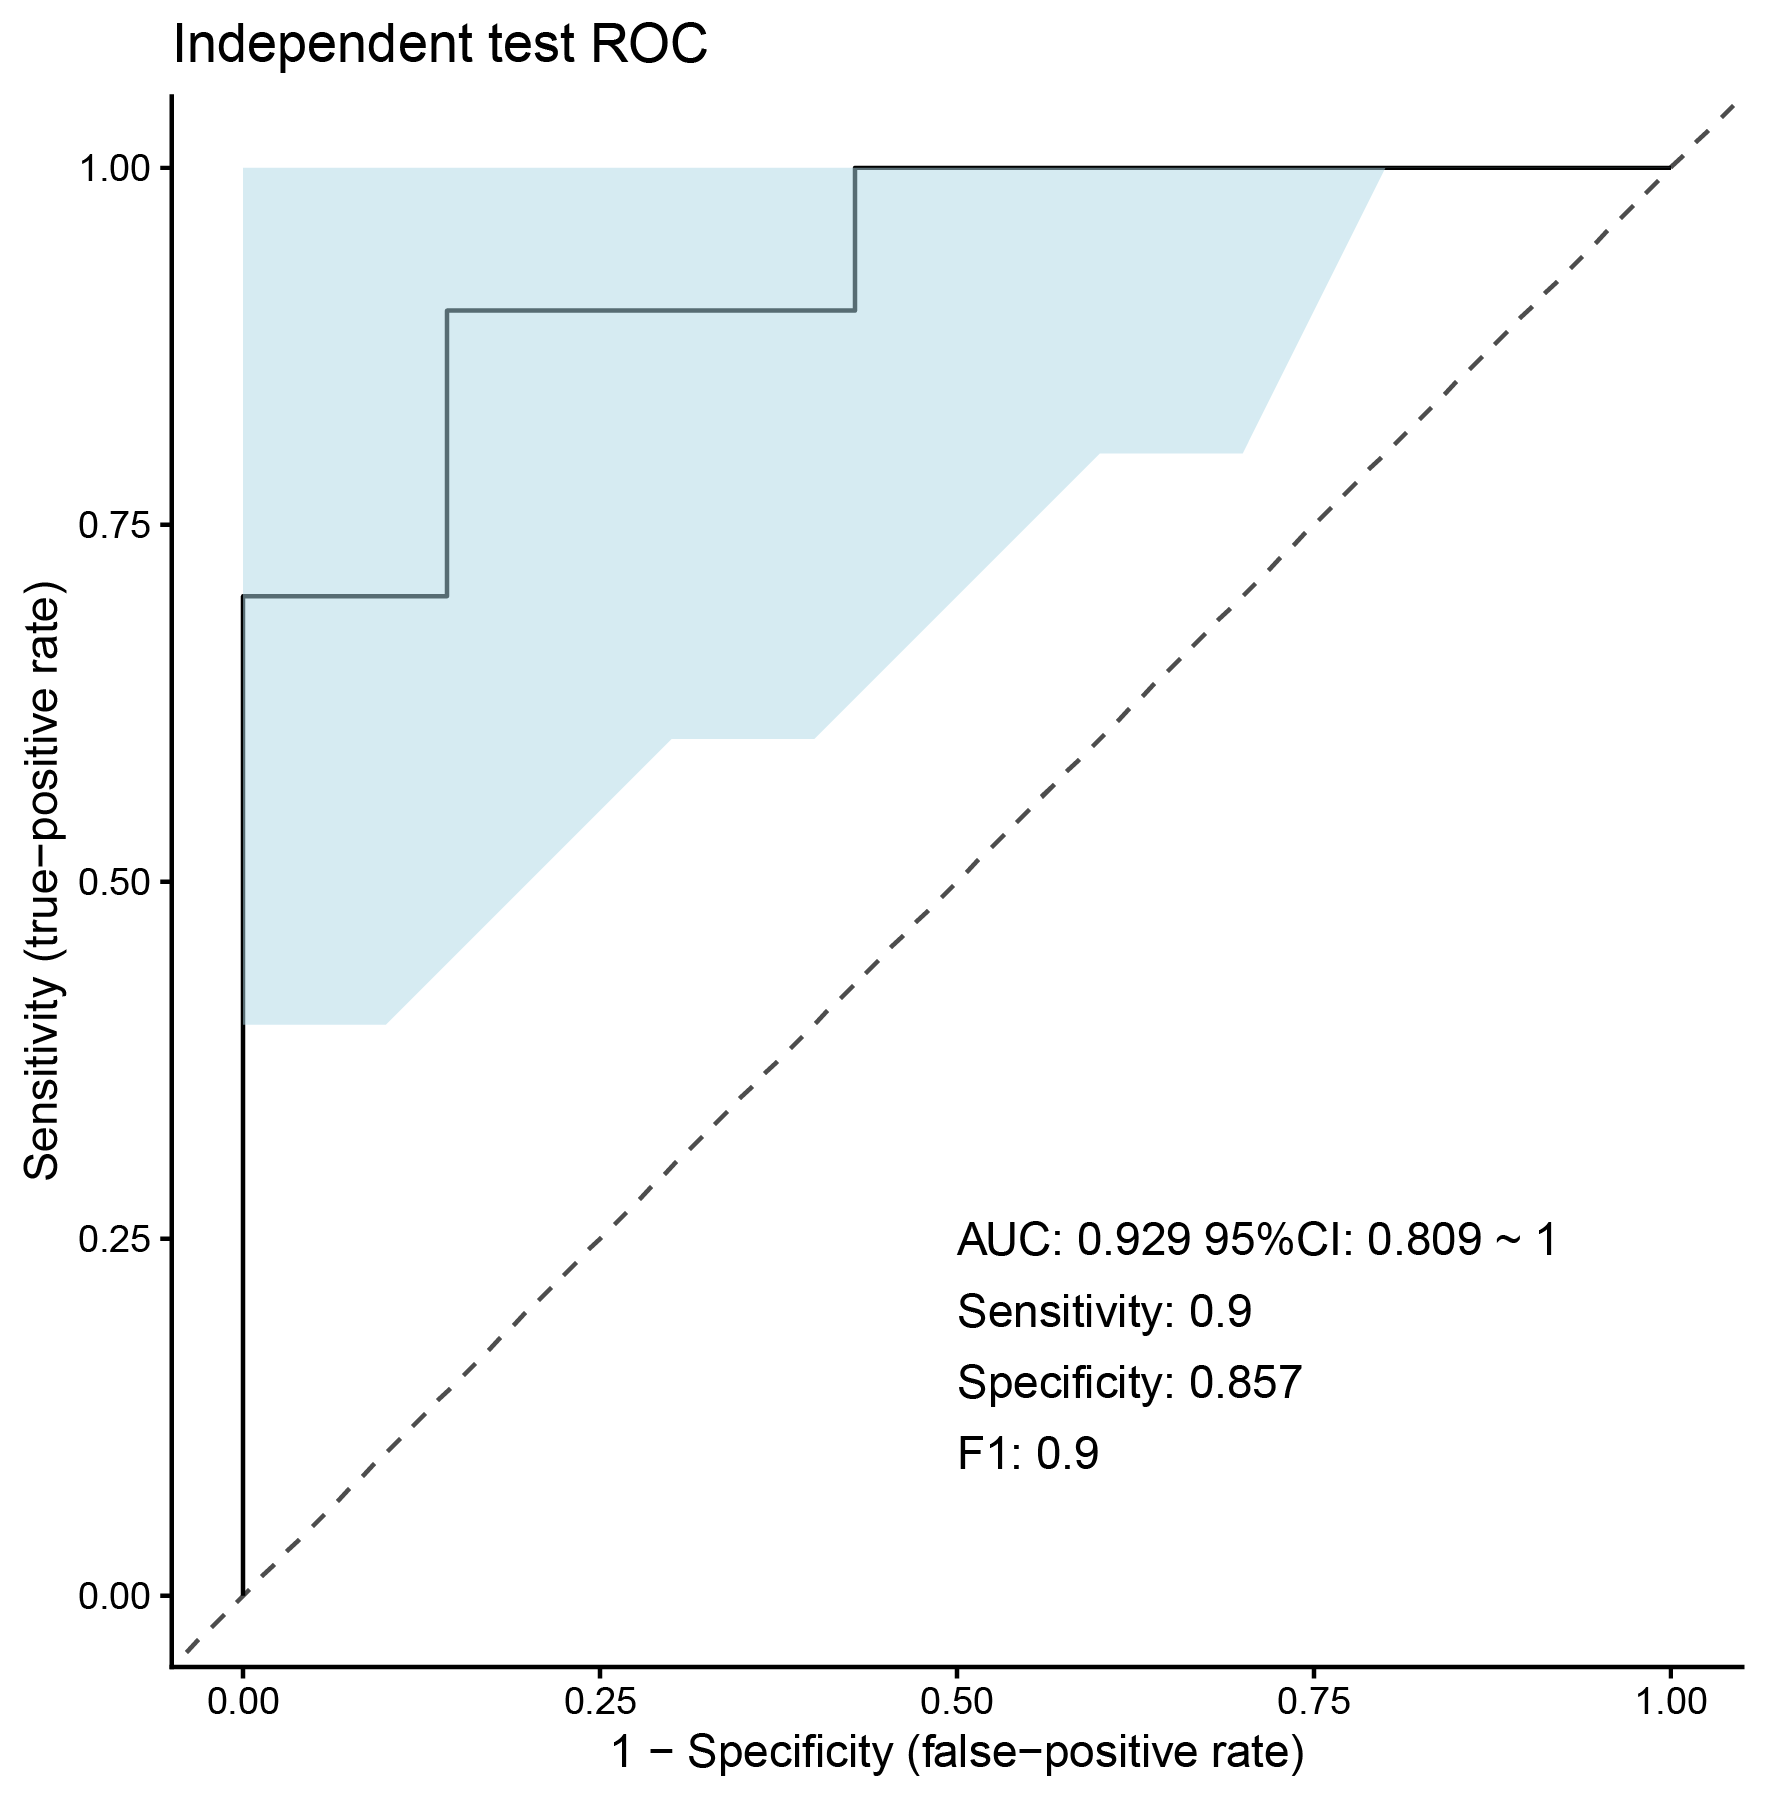 Independent test ROC
1.00
0.75
0.50
0.25
0.00
Sensitivity (true−positive rate)
AUC: 0.929 95%CI: 0.809 ~ 1
Sensitivity: 0.9
Specificity: 0.857
F1: 0.9
0.00 0.25 0.50 0.75 1.00
1 − Specificity (false−positive rate)